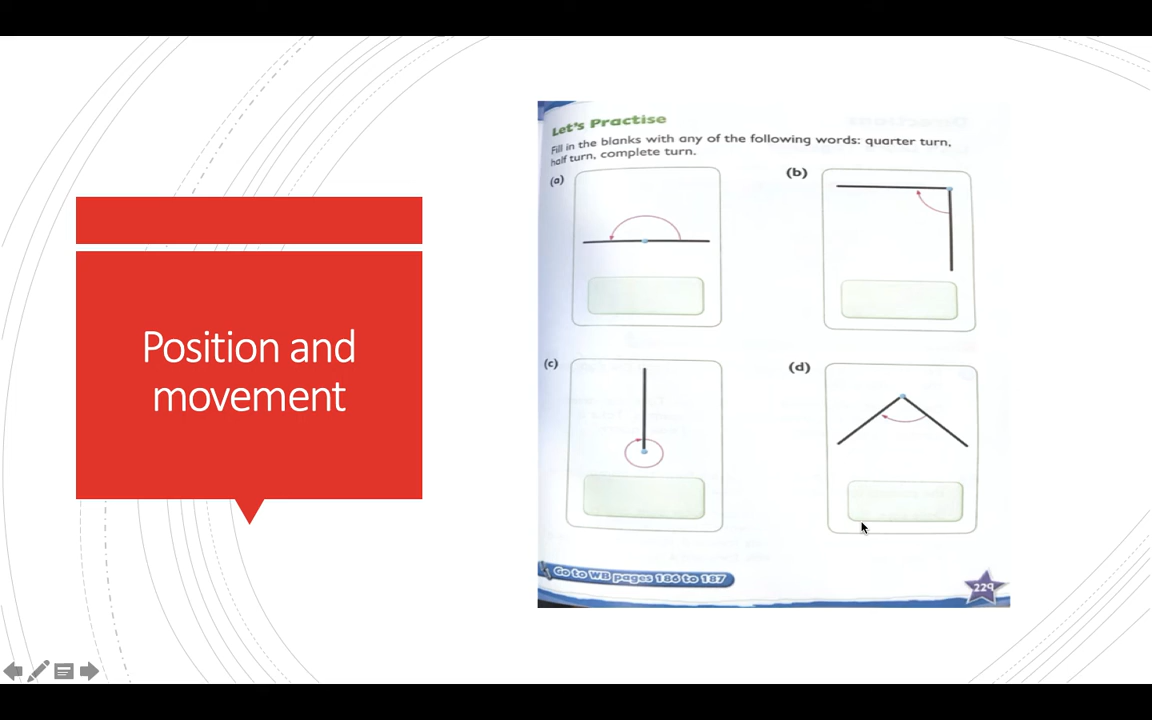 Position and
movement
Let's Practise
Fill in the blanks with any of the following words: quarter turn,
half turn, complete turn.
(a)
(b)
(c)
(d)
Go to WB pages 186 to 187
229